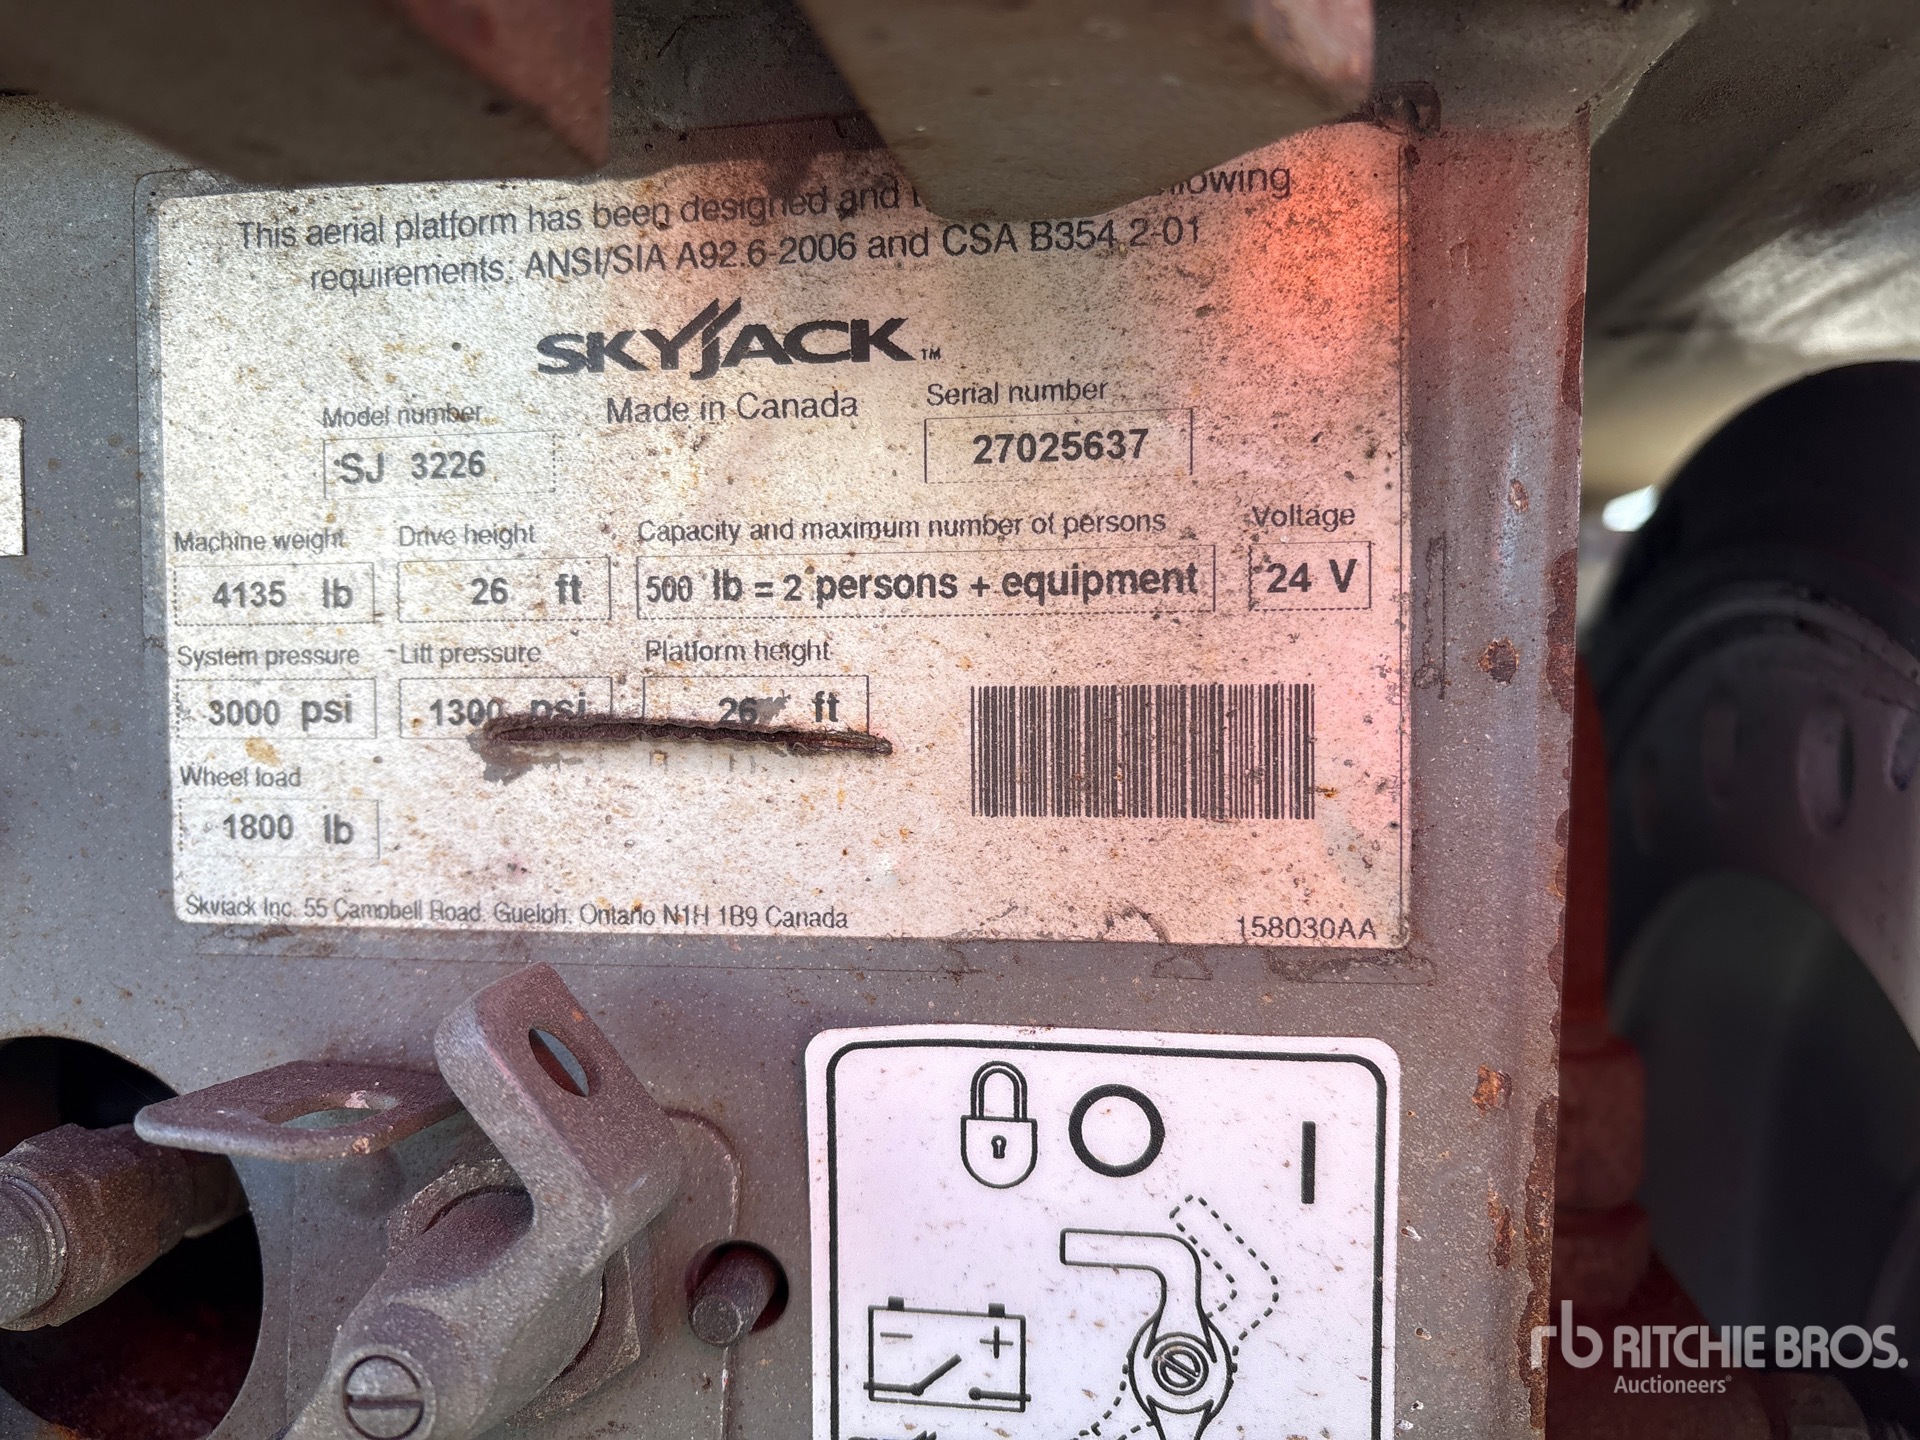 This aerial platform has been designed and
requirements: ANSI/SIA A92.6-2006 and CSA B354.2-01
SKYJACK™
Made in Canada
Model number
SJ 3226
Serial number
27025637
Machine weight
4135 lb
Drive height
26 ft
Capacity and maximum number of persons
500 lb = 2 persons + equipment
Voltage
24 V
System pressure
3000 psi
Lift pressure
1300 psi
Platform height
26 ft
Wheel load
1800 lb
Skyjack Inc. 55 Campbell Road. Guelph. Ontario N1H 1B9 Canada
158030AA
O
I
- +
rb RITCHIE BROS.
Auctioneers®